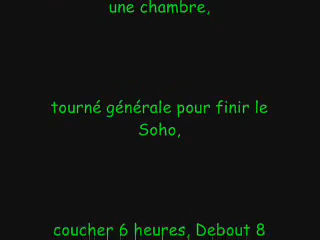 une chambre,
tourné générale pour finir le
Soho,
coucher 6 heures, Debout 8